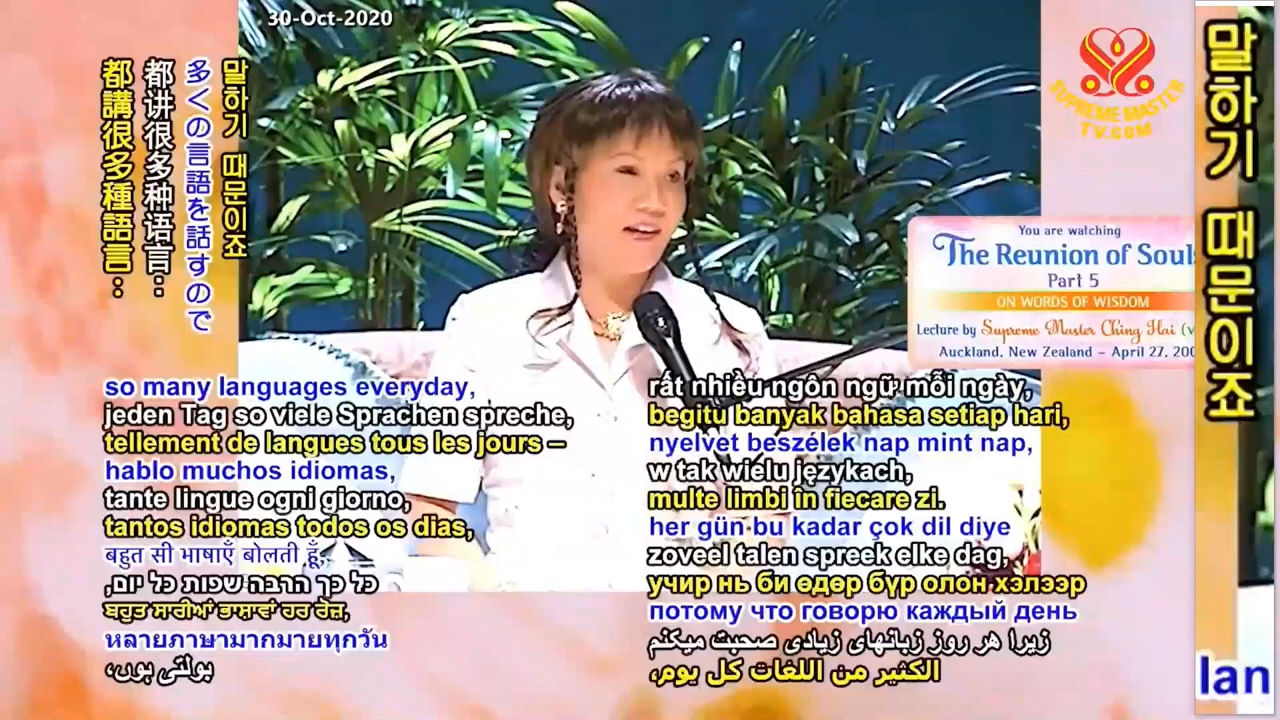 30-Oct-2020
말하기 때문이죠
多くの言語を話すので
都讲很多种语言…
都講很多種語言…
SUPREME MASTER
TV.COM
You are watching
The Reunion of Souls
Part 5
ON WORDS OF WISDOM
Lecture by Supreme Master Ching Hai (v
Auckland, New Zealand – April 27, 200
so many languages everyday,
jeden Tag so viele Sprachen spreche,
tellement de langues tous les jours –
hablo muchos idiomas,
tante lingue ogni giorno,
tantos idiomas todos os dias,
बहुत सी भाषाएँ बोलती हूँ,
כל כך הרבה שפות כל יום,
ਬਹੁਤ ਸਾਰੀਆਂ ਭਾਸ਼ਾਵਾਂ ਹਰ ਰੋਜ਼,
หลายภาษามากมายทุกวัน
بولتی ہوں،
rất nhiều ngôn ngữ mỗi ngày,
begitu banyak bahasa setiap hari,
nyelvet beszélek nap mint nap,
w tak wielu językach,
multe limbi în fiecare zi.
her gün bu kadar çok dil diye
zoveel talen spreek elke dag,
учир нь би өдөр бүр олон хэлээр
потому что говорю каждый день
زیرا هر روز زبانهای زیادی صحبت میکنم
الكثير من اللغات كل يوم،
말하기 때문이죠
lan